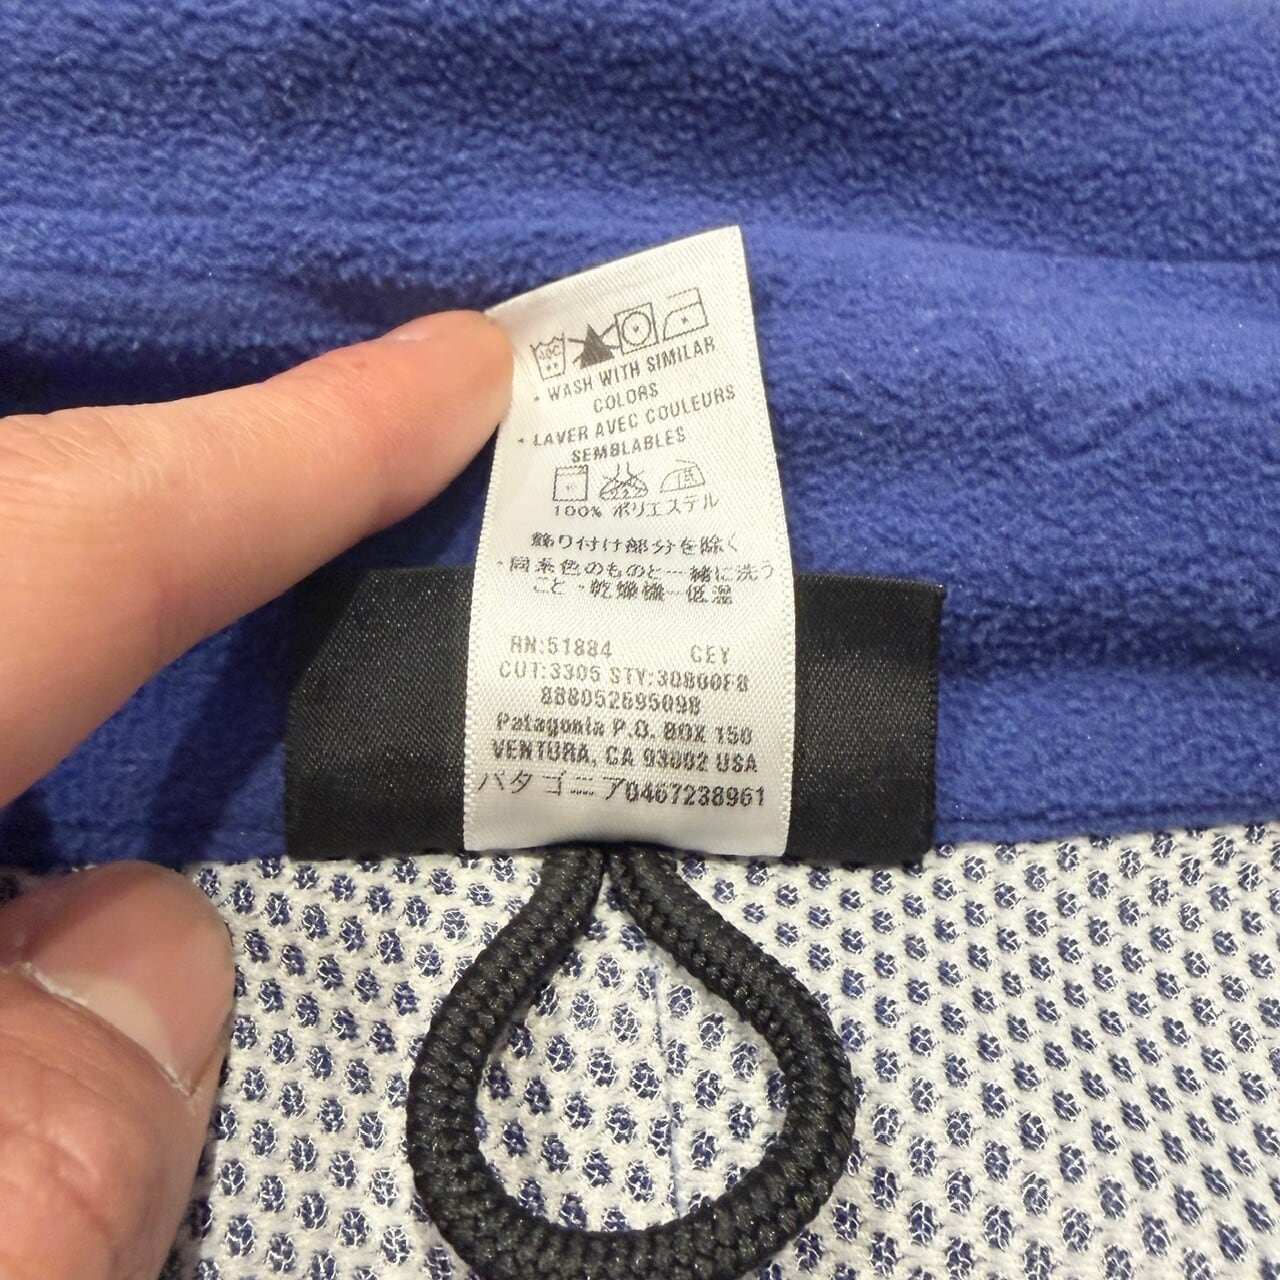 40C
• WASH WITH SIMILAR
COLORS
• LAVER AVEC COULEURS
SEMBLABLES
低
100% ポリエステル
飾り付け部分を除く
・同系色のものと一緒に洗う
こと・乾燥機一低温
RN:51884 CEY
CUT:3305 STY:30800F8
888052695098
Patagonia P.O. BOX 150
VENTURA, CA 93002 USA
パタゴニア0467238961